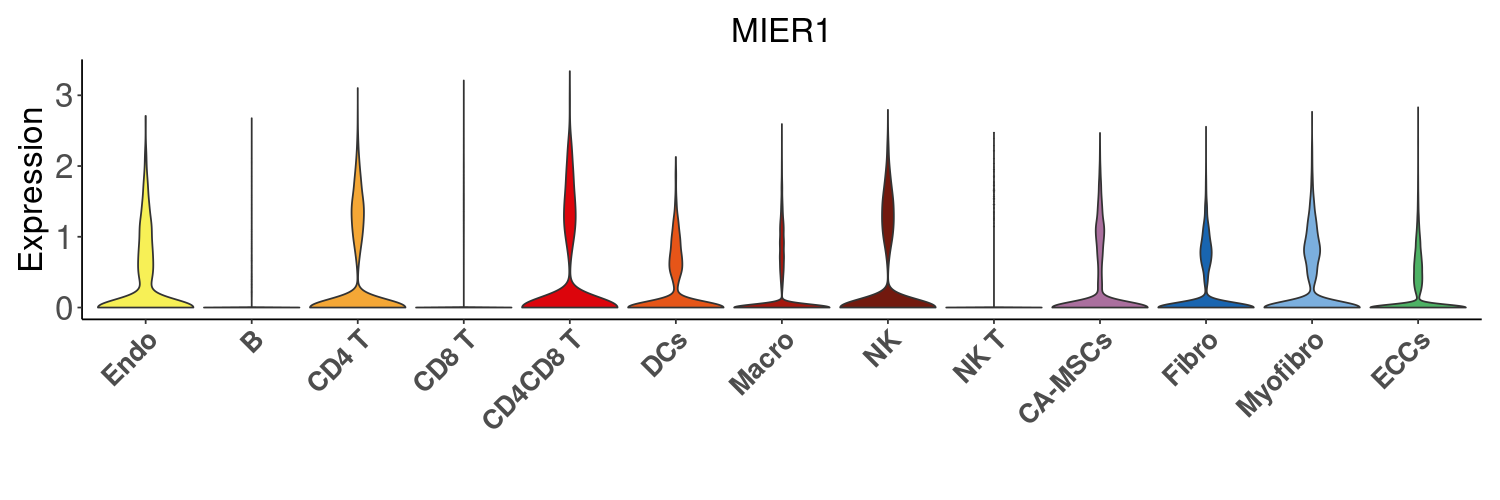 MIER1
Expression
3
2
1
0
Endo
B
CD4 T
CD8 T
CD4CD8 T
DCs
Macro
NK
NK T
CA-MSCs
Fibro
Myofibro
ECCs